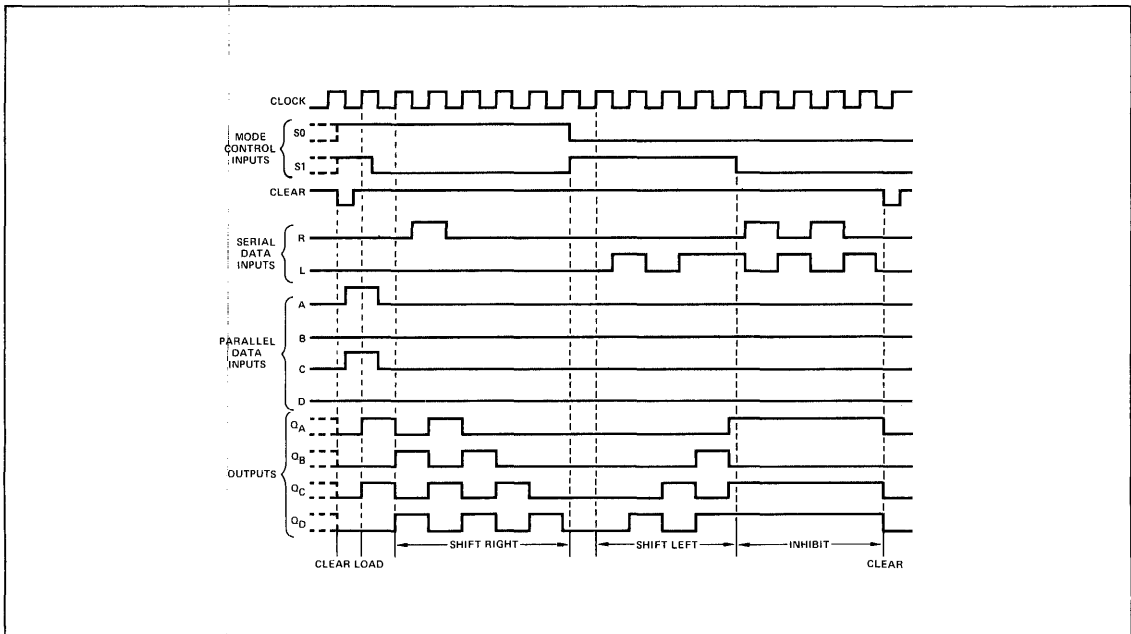 CLOCK
MODE
CONTROL
INPUTS
S0
S1
CLEAR
SERIAL
DATA
INPUTS
R
L
PARALLEL
DATA
INPUTS
A
B
C
D
OUTPUTS
QA
QB
QC
QD
SHIFT RIGHT
SHIFT LEFT
INHIBIT
CLEAR LOAD
CLEAR